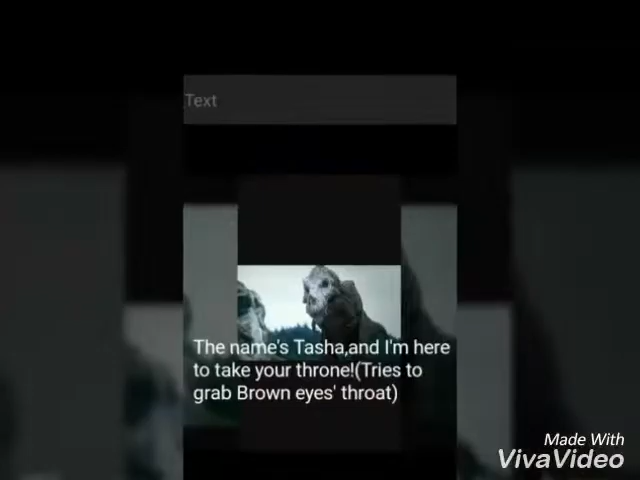 Text
The name's Tasha,and I'm here
to take your throne!(Tries to
grab Brown eyes' throat)
Made With
VivaVideo